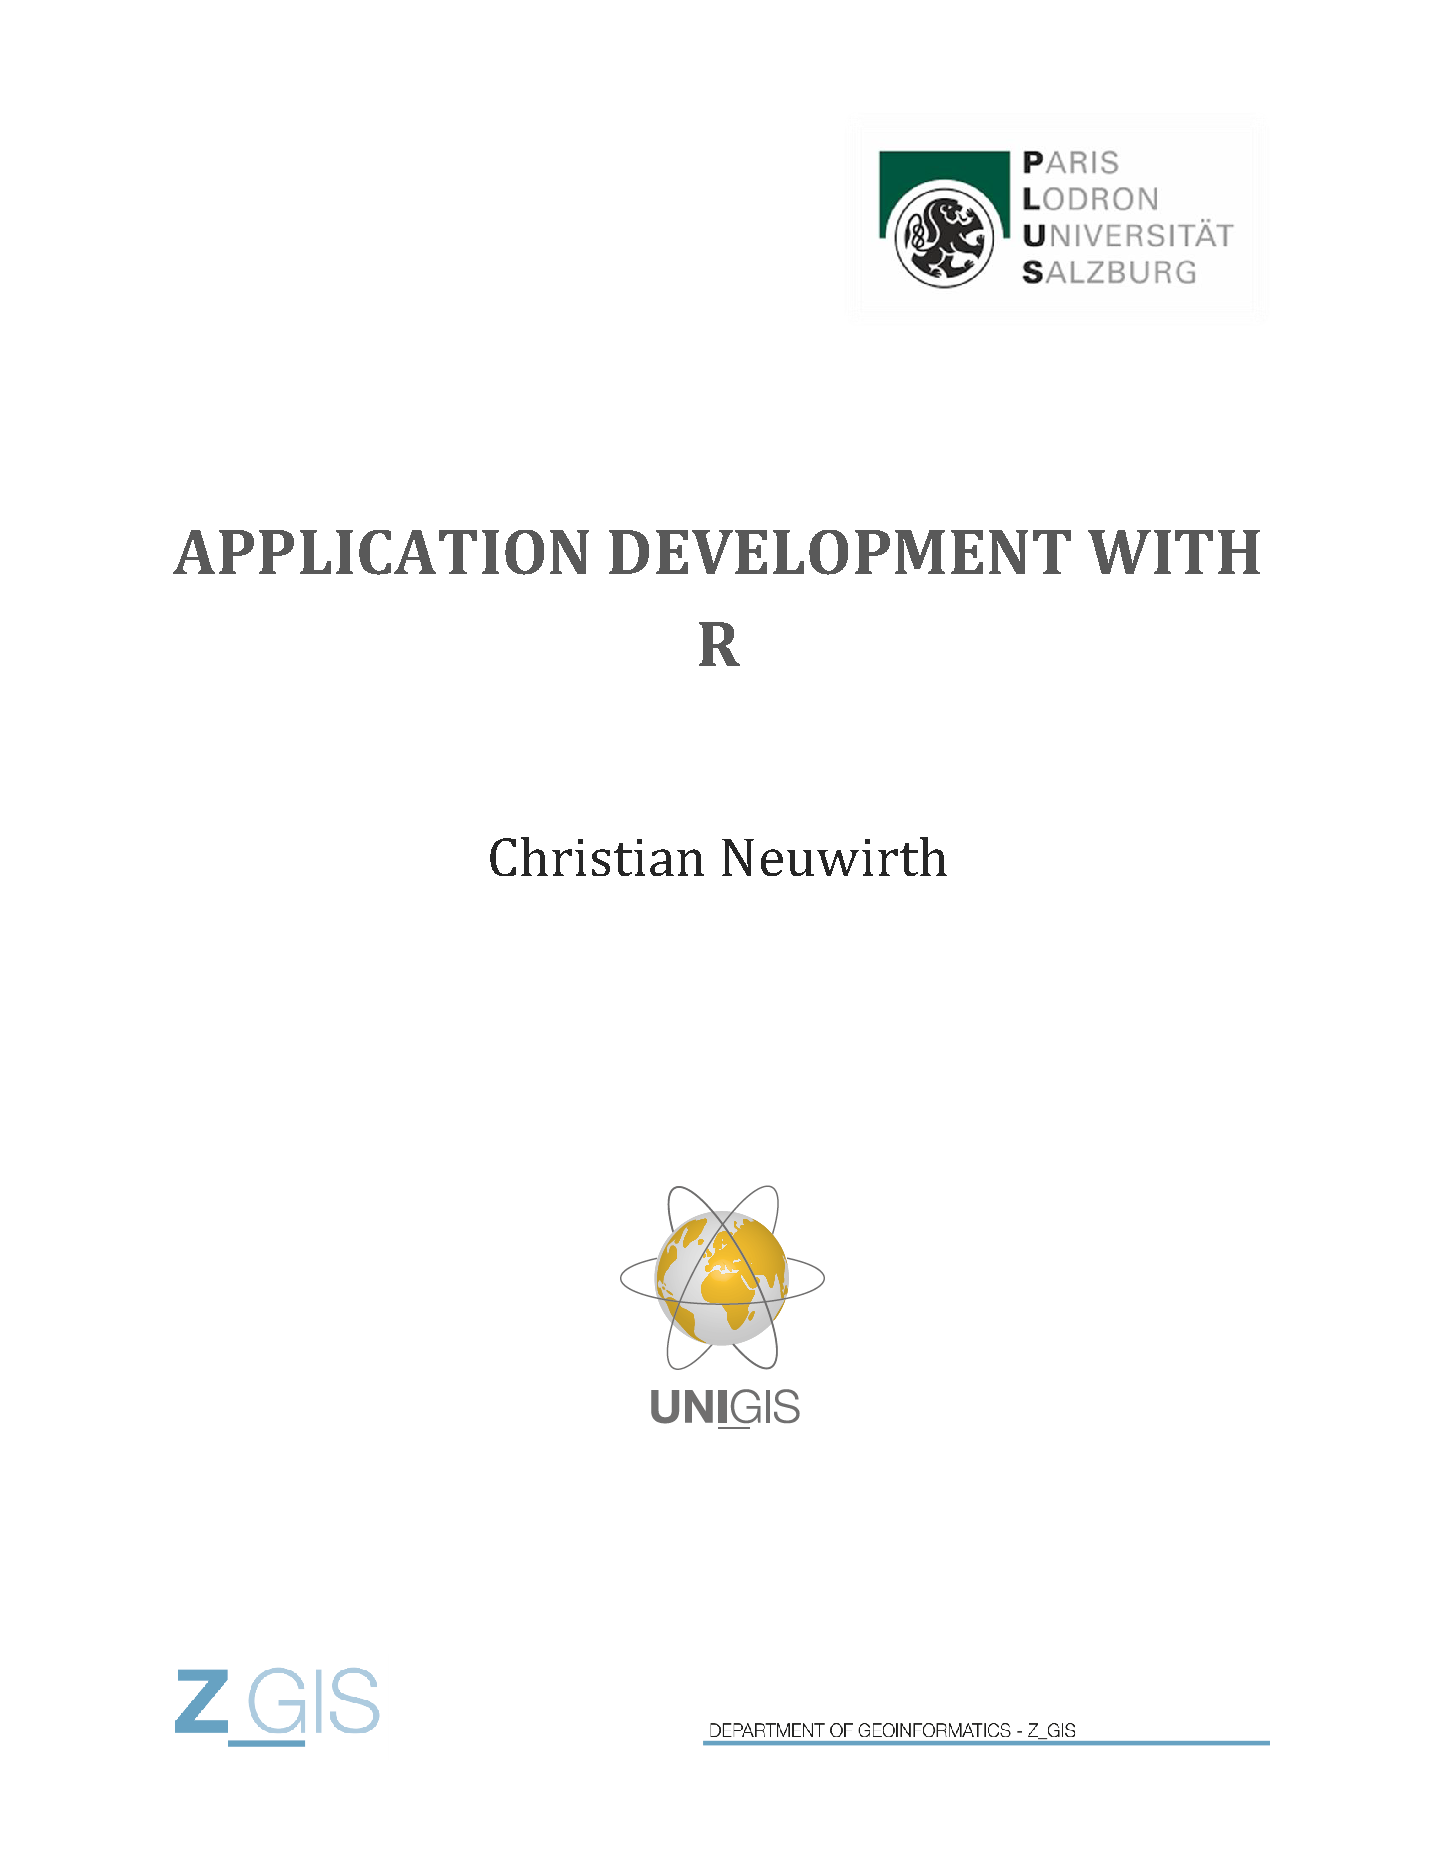 PARIS
LODRON
UNIVERSITÄT
SALZBURG
APPLICATION DEVELOPMENT WITH
R
Christian Neuwirth
UNIGIS
Z_GIS
DEPARTMENT OF GEOINFORMATICS - Z_GIS